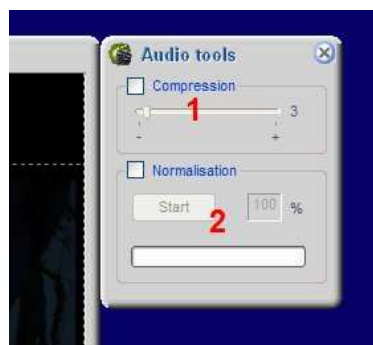 Audio tools
Compression
1
3
- +
Normalisation
Start 2 100 %